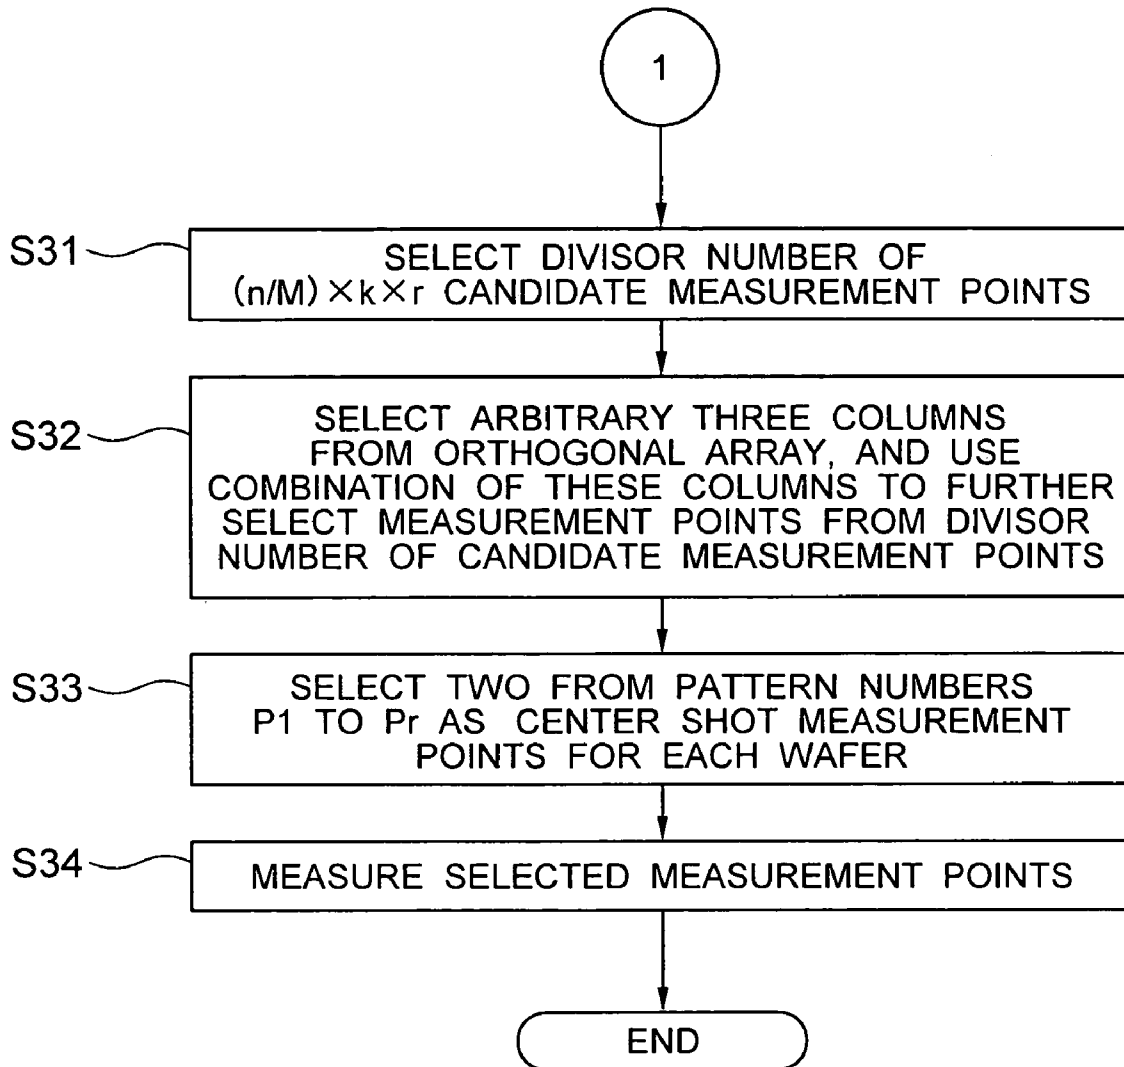 1
S31
SELECT DIVISOR NUMBER OF
(n/M)×k×r CANDIDATE MEASUREMENT POINTS
S32
SELECT ARBITRARY THREE COLUMNS
FROM ORTHOGONAL ARRAY, AND USE
COMBINATION OF THESE COLUMNS TO FURTHER
SELECT MEASUREMENT POINTS FROM DIVISOR
NUMBER OF CANDIDATE MEASUREMENT POINTS
S33
SELECT TWO FROM PATTERN NUMBERS
P1 TO Pr AS CENTER SHOT MEASUREMENT
POINTS FOR EACH WAFER
S34
MEASURE SELECTED MEASUREMENT POINTS
END